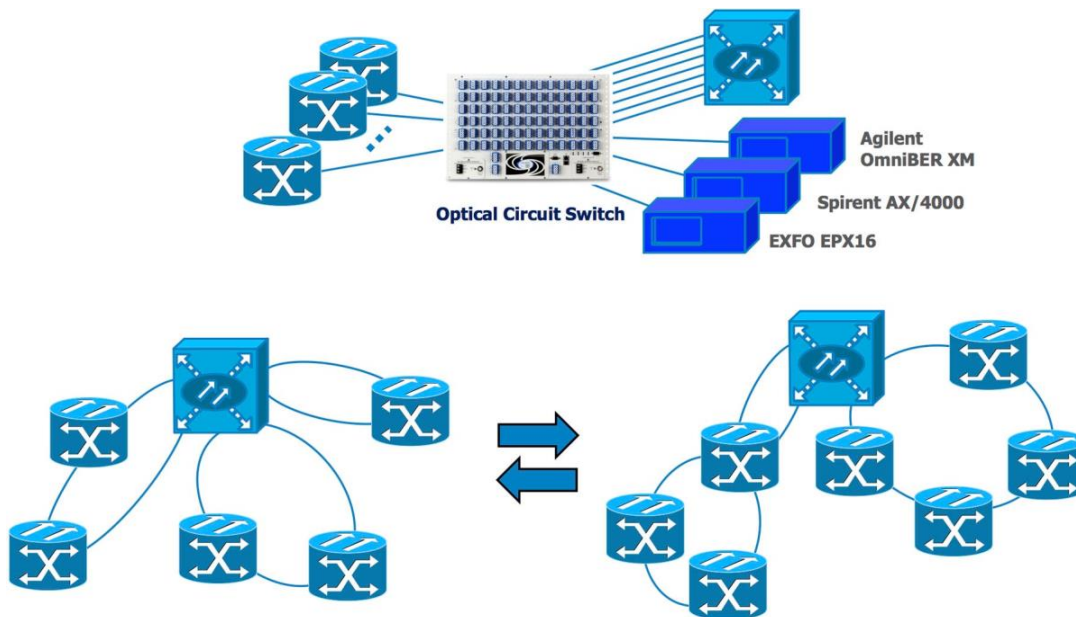 Agilent
OmniBER XM
Optical Circuit Switch
Spirent AX/4000
EXFO EPX16